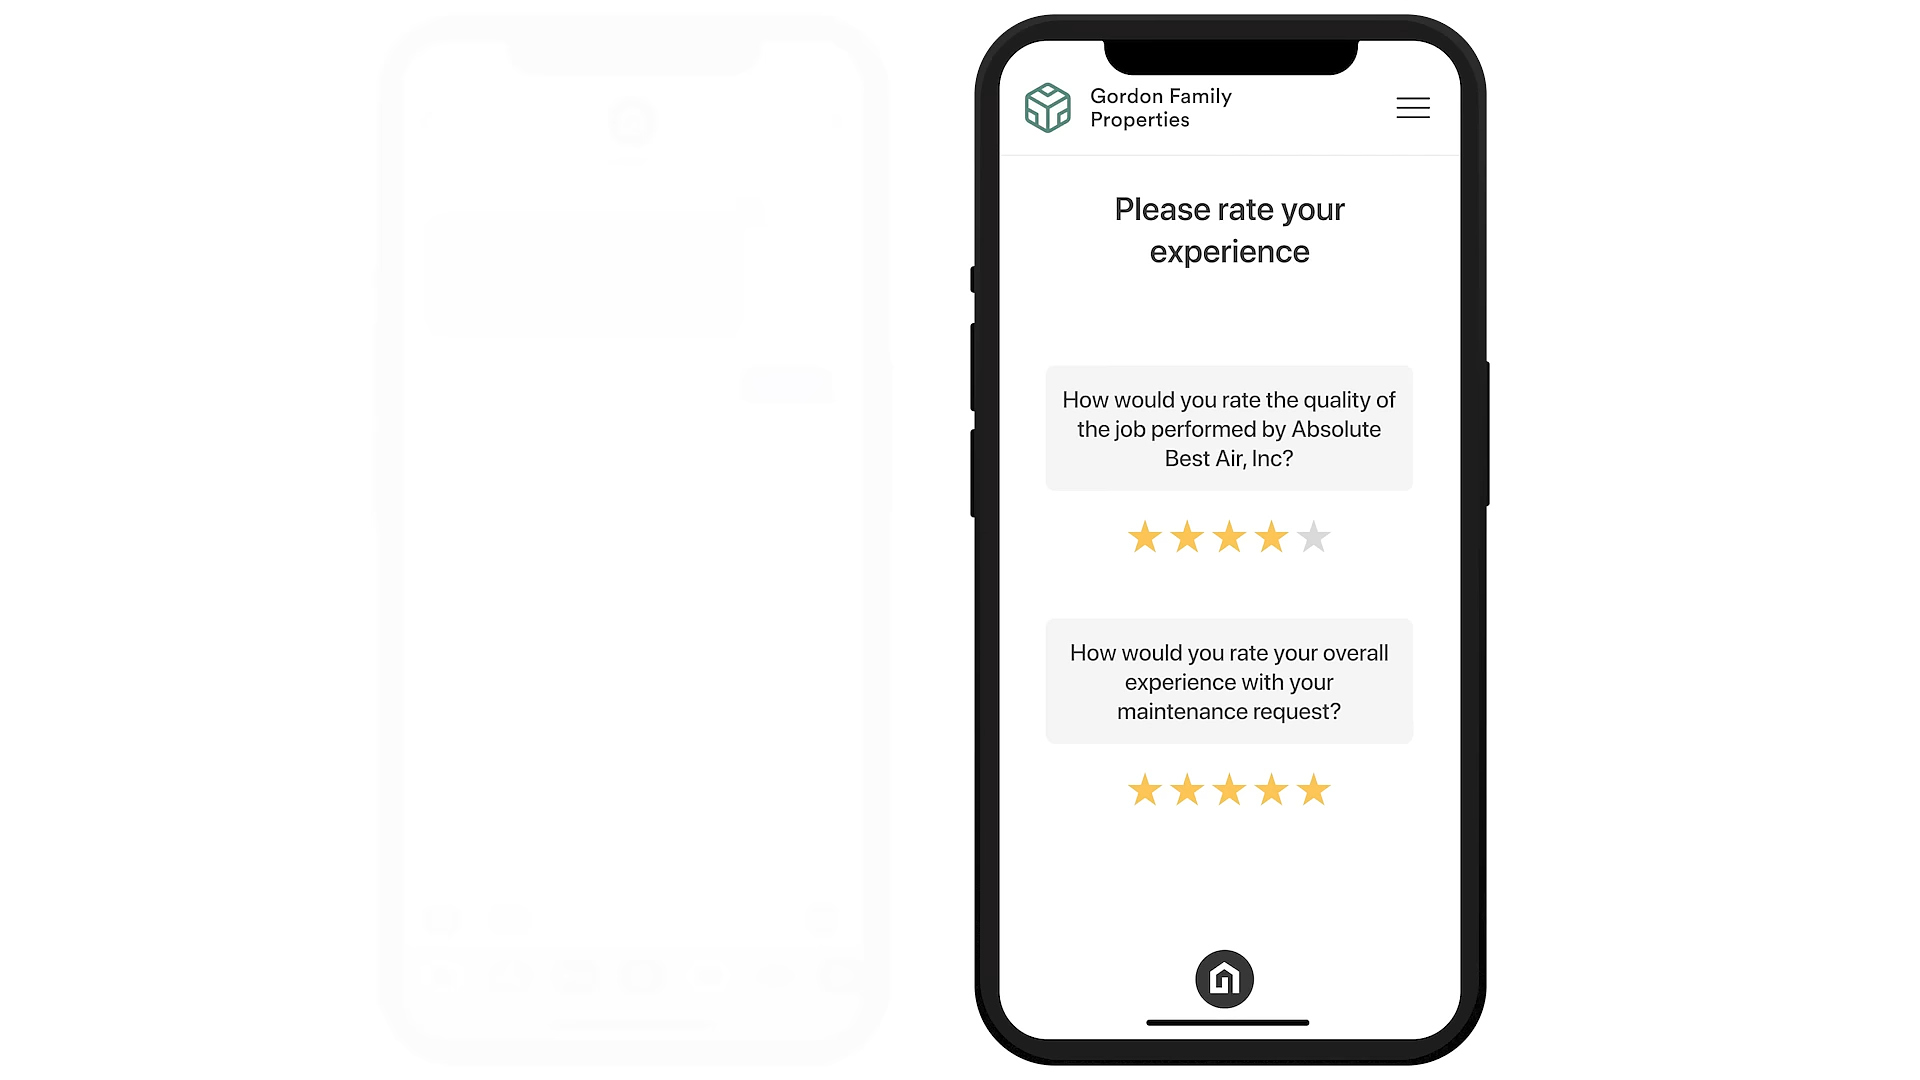 Gordon Family
Properties
Please rate your
experience
How would you rate the quality of
the job performed by Absolute
Best Air, Inc?
How would you rate your overall
experience with your
maintenance request?